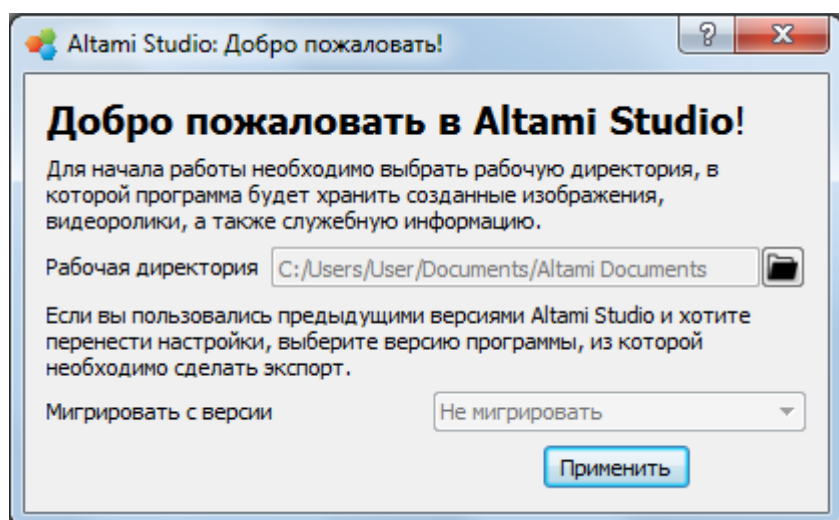 Altami Studio: Добро пожаловать!
Добро пожаловать в Altami Studio!
Для начала работы необходимо выбрать рабочую директория, в
которой программа будет хранить созданные изображения,
видеоролики, а также служебную информацию.
Рабочая директория C:/Users/User/Documents/Altami Documents
Если вы пользовались предыдущими версиями Altami Studio и хотите
перенести настройки, выберите версию программы, из которой
необходимо сделать экспорт.
Мигрировать с версии Не мигрировать
Применить